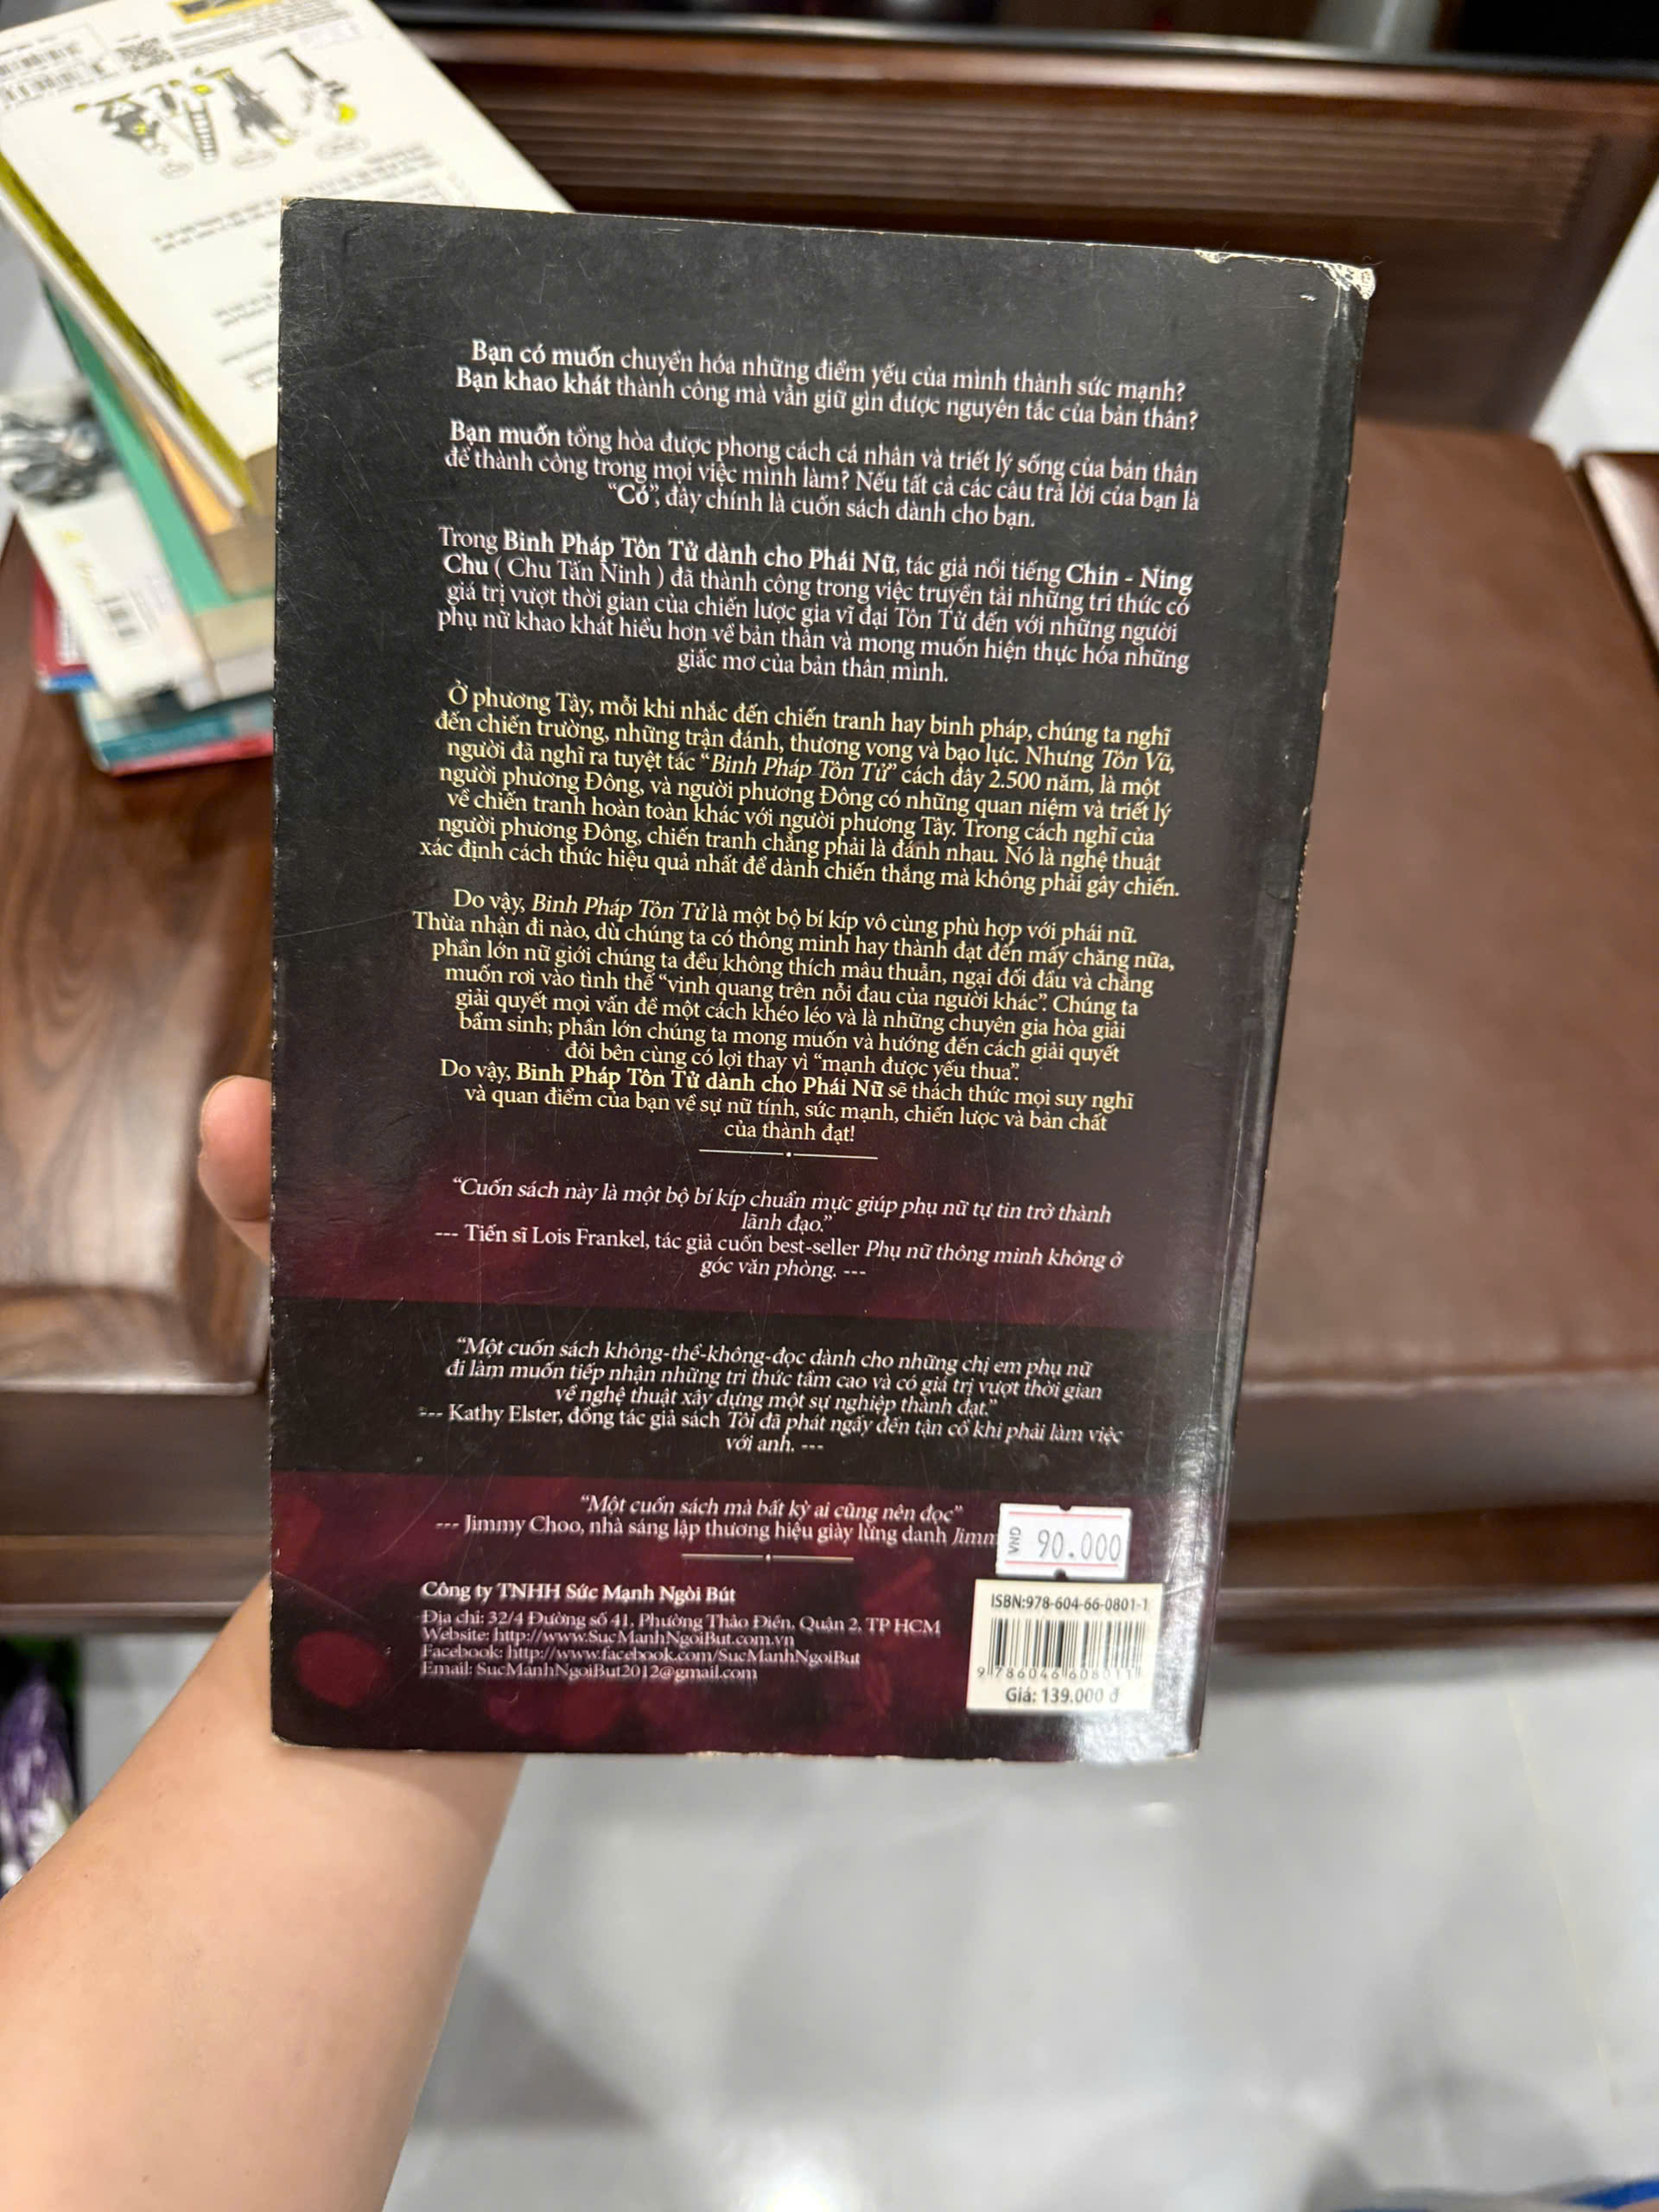 Bạn có muốn chuyển hóa những điểm yếu của mình thành sức mạnh?
Bạn khao khát thành công mà vẫn giữ gìn được nguyên tắc của bản thân?
Bạn muốn tổng hòa được phong cách cá nhân và triết lý sống của bản thân
để thành công trong mọi việc mình làm? Nếu tất cả các câu trả lời của bạn là
“Có”, đây chính là cuốn sách dành cho bạn.
Trong Binh Pháp Tôn Tử dành cho Phái Nữ, tác giả nổi tiếng Chin - Ning
Chu ( Chu Tấn Ninh ) đã thành công trong việc truyền tải những tri thức có
giá trị vượt thời gian của chiến lược gia vĩ đại Tôn Tử đến với những người
phụ nữ khao khát hiểu hơn về bản thân và mong muốn hiện thực hóa những
giấc mơ của bản thân mình.
Ở phương Tây, mỗi khi nhắc đến chiến tranh hay binh pháp, chúng ta nghĩ
đến chiến trường, những trận đánh, thương vong và bạo lực. Nhưng Tôn Vũ,
người đã nghĩ ra tuyệt tác “Binh Pháp Tôn Tử” cách đây 2.500 năm, là một
người phương Đông, và người phương Đông có những quan niệm và triết lý
về chiến tranh hoàn toàn khác với người phương Tây. Trong cách nghĩ của
người phương Đông, chiến tranh chẳng phải là đánh nhau. Nó là nghệ thuật
xác định cách thức hiệu quả nhất để dành chiến thắng mà không phải gây chiến.
Do vậy, Binh Pháp Tôn Tử là một bộ bí kíp vô cùng phù hợp với phái nữ.
Thừa nhận đi nào, dù chúng ta có thông minh hay thành đạt đến mấy chăng nữa,
phần lớn nữ giới chúng ta đều không thích mâu thuẫn, ngại đối đầu và chẳng
muốn rơi vào tình thế “vinh quang trên nỗi đau của người khác”. Chúng ta
giải quyết mọi vấn đề một cách khéo léo và là những chuyên gia hòa giải
bẩm sinh; phần lớn chúng ta mong muốn và hướng đến cách giải quyết
đôi bên cùng có lợi thay vì “mạnh được yếu thua”.
Do vậy, Binh Pháp Tôn Tử dành cho Phái Nữ sẽ thách thức mọi suy nghĩ
và quan điểm của bạn về sự nữ tính, sức mạnh, chiến lược và bản chất
của thành đạt!
“Cuốn sách này là một bộ bí kíp chuẩn mực giúp phụ nữ tự tin trở thành
lãnh đạo.”
--- Tiến sĩ Lois Frankel, tác giả cuốn best-seller Phụ nữ thông minh không ở
góc văn phòng. ---
“Một cuốn sách không-thể-không-đọc dành cho những chị em phụ nữ
đi làm muốn tiếp nhận những tri thức tầm cao và có giá trị vượt thời gian
về nghệ thuật xây dựng một sự nghiệp thành đạt.”
--- Kathy Elster, đồng tác giả sách Tôi đã phát ngấy đến tận cổ khi phải làm việc
với anh. ---
“Một cuốn sách mà bất kỳ ai cũng nên đọc”
--- Jimmy Choo, nhà sáng lập thương hiệu giày lừng danh Jimm
VND 90.000
Công ty TNHH Sức Mạnh Ngòi Bút
Địa chỉ: 32/4 Đường số 41, Phường Thảo Điền, Quận 2, TP HCM
Website: http://www.SucManhNgoiBut.com.vn
Facebook: http://www.facebook.com/SucManhNgoiBut
Email: SucManhNgoiBut2012@gmail.com
ISBN:978-604-66-0801-1
9 786046 608011
Giá: 139.000 đ